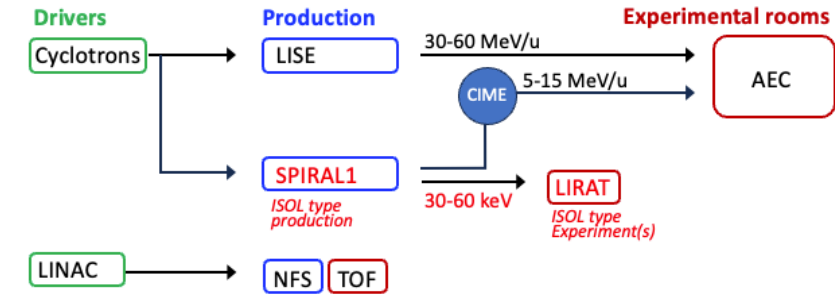 Drivers
Production
Experimental rooms
Cyclotrons
LISE
30-60 MeV/u
AEC
CIME
5-15 MeV/u
SPIRAL1
ISOL type
production
30-60 keV
LIRAT
ISOL type
Experiment(s)
LINAC
NFS
TOF